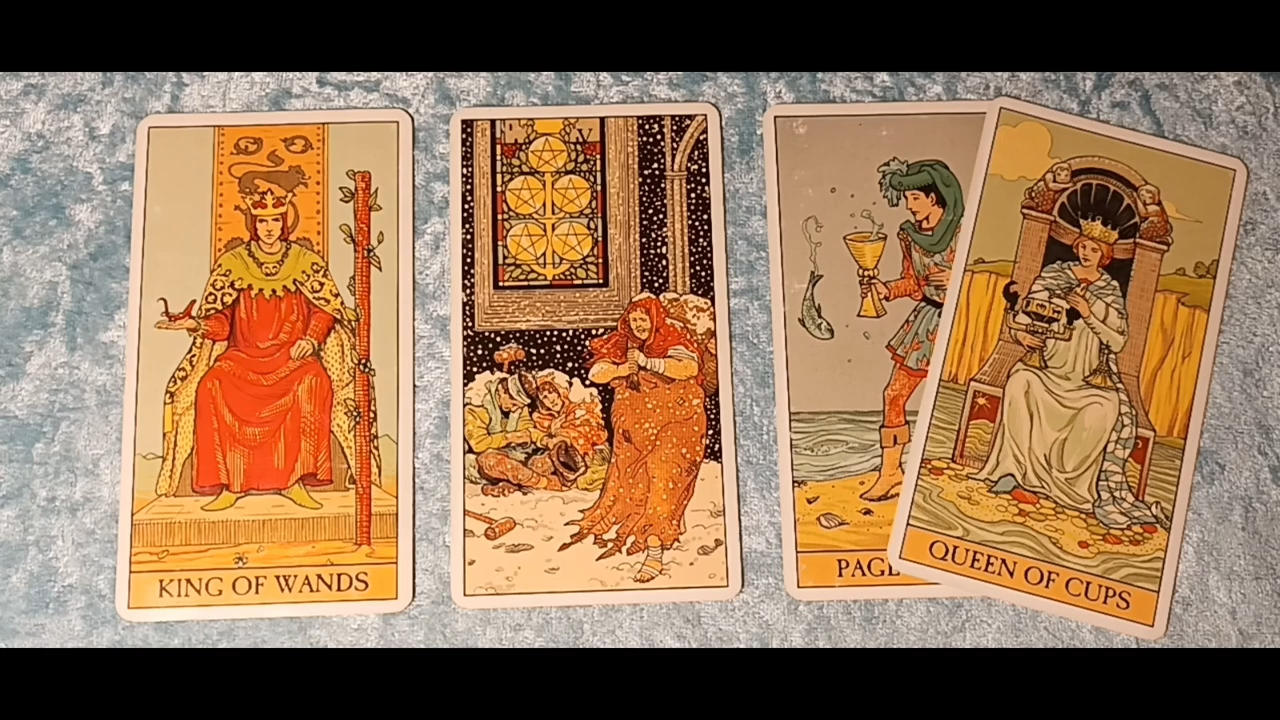 KING OF WANDS
V
PAGE
QUEEN OF CUPS